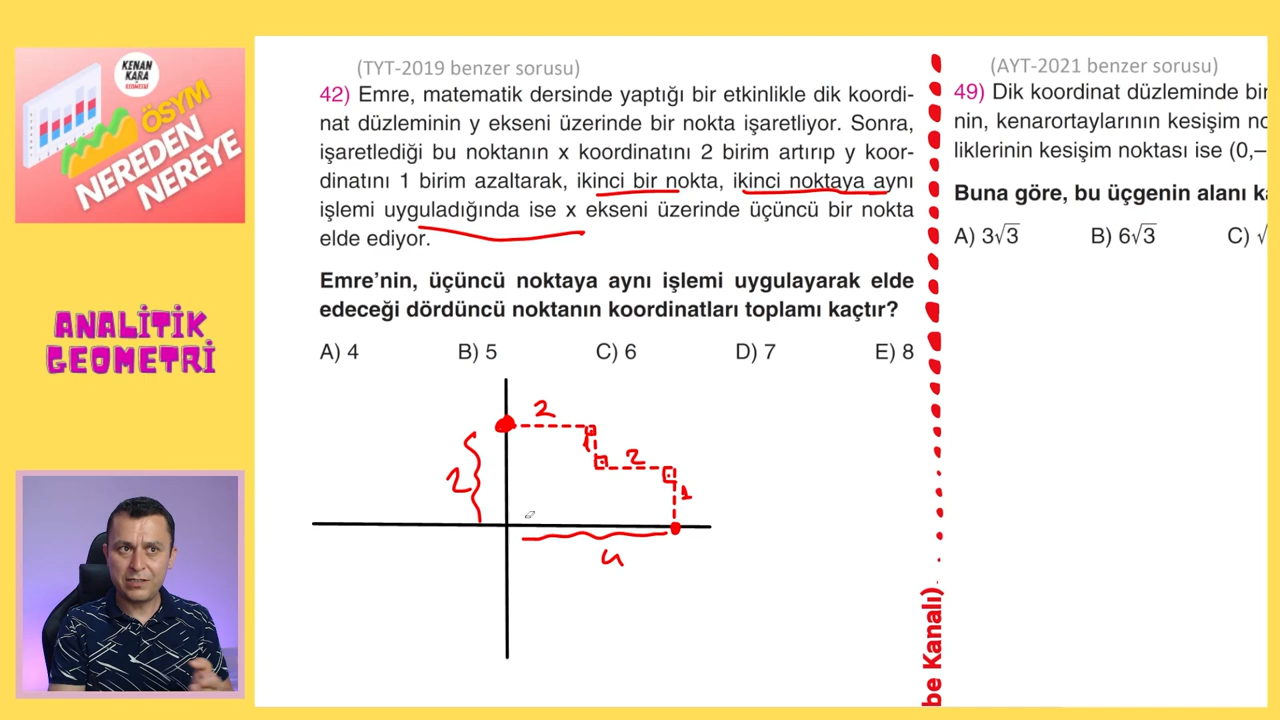 KENAN
KARA
ile
GEOMETRİ
ÖSYM
NEREDEN
NEREYE
ANALİTİK
GEOMETRİ
(TYT-2019 benzer sorusu)
42) Emre, matematik dersinde yaptığı bir etkinlikle dik koordi-
nat düzleminin y ekseni üzerinde bir nokta işaretliyor. Sonra,
işaretlediği bu noktanın x koordinatını 2 birim artırıp y koor-
dinatını 1 birim azaltarak, ikinci bir nokta, ikinci noktaya aynı
işlemi uyguladığında ise x ekseni üzerinde üçüncü bir nokta
elde ediyor.
Emre'nin, üçüncü noktaya aynı işlemi uygulayarak elde
edeceği dördüncü noktanın koordinatları toplamı kaçtır?
A) 4 B) 5 C) 6 D) 7 E) 8
2
1
2
2
1
4
be Kanalı)
(AYT-2021 benzer sorusu)
49) Dik koordinat düzleminde bir
nin, kenarortaylarının kesişim no
liklerinin kesişim noktası ise (0,–
Buna göre, bu üçgenin alanı ka
A) 3√3 B) 6√3 C) √